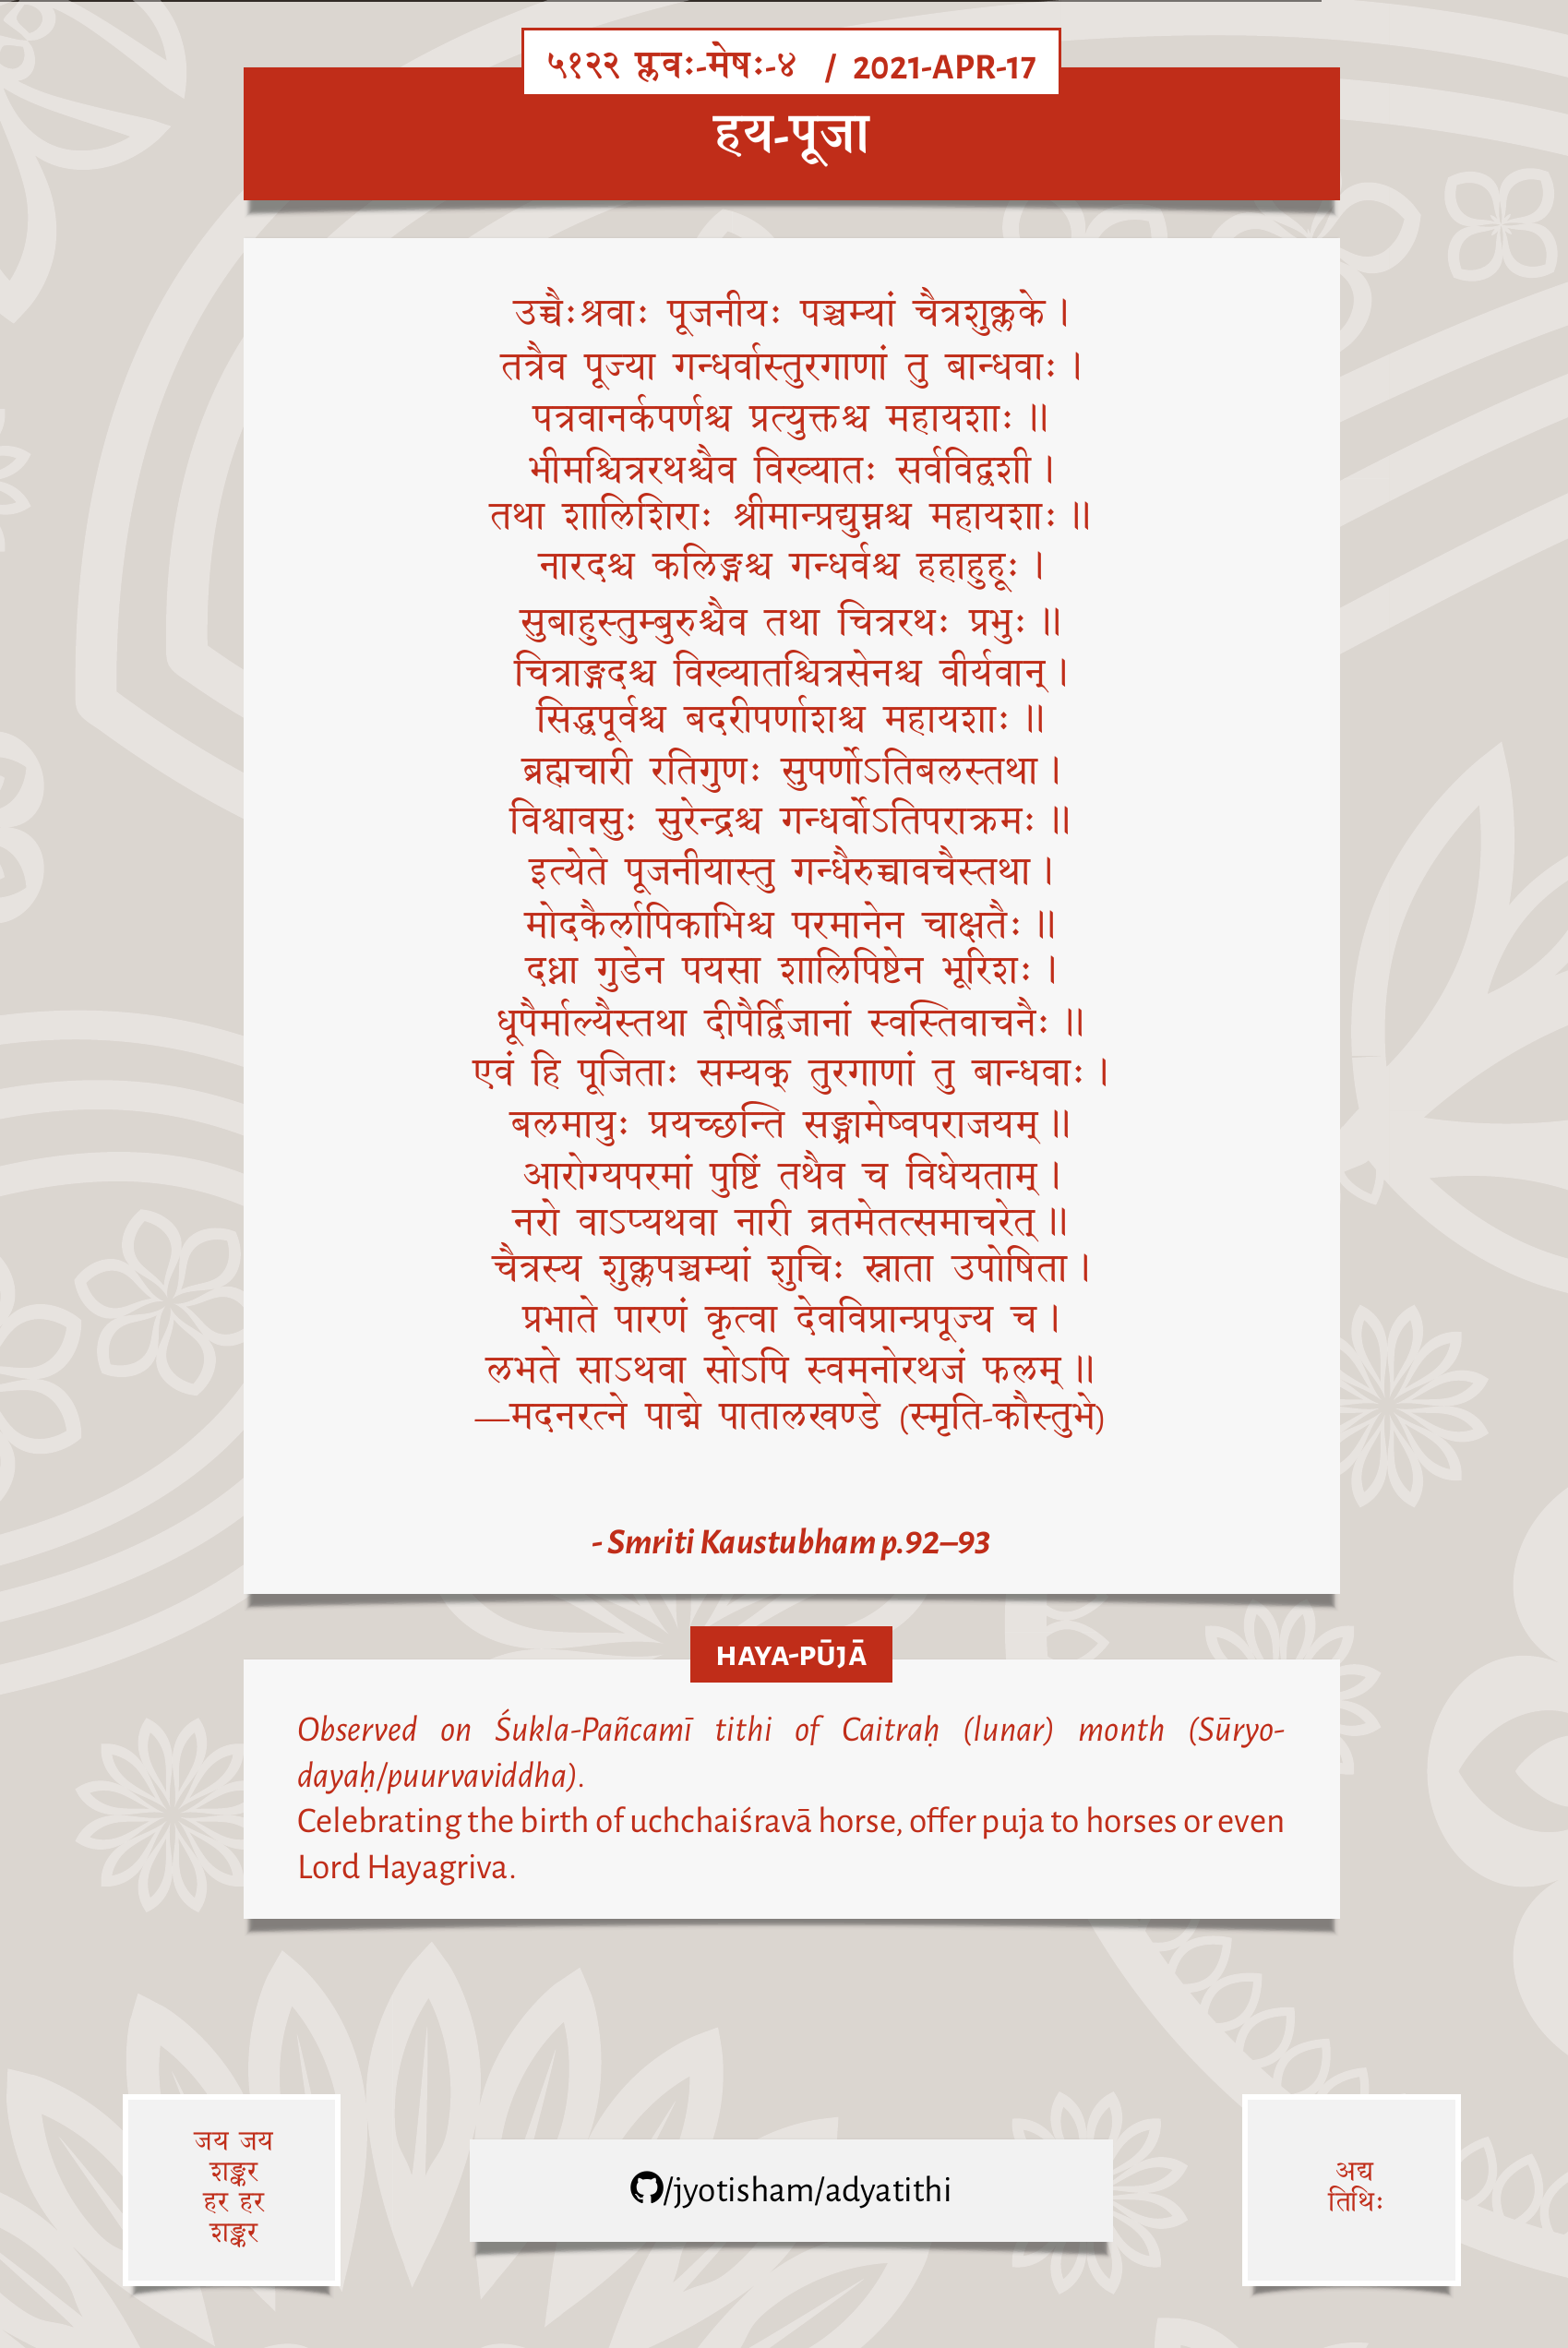 ५१२२ प्लवः-मेषः-४ / 2021-APR-17
हय-पूजा
उच्चैःश्रवाः पूजनीयः पञ्चम्यां चैत्रशुक्लके ।
तत्रैव पूज्या गन्धर्वास्तुरगाणां तु बान्धवाः ।
पत्रवानर्कपर्णश्च प्रत्युक्तश्च महायशाः ॥
भीमश्चित्ररथश्चैव विख्यातः सर्वविद्वशी ।
तथा शालिशिराः श्रीमान्प्रद्युम्नश्च महायशाः ॥
नारदश्च कलिङ्गश्च गन्धर्वश्च हहाहुहूः ।
सुबाहुस्तुम्बुरुश्चैव तथा चित्ररथः प्रभुः ॥
चित्राङ्गदश्च विख्यातश्चित्रसेनश्च वीर्यवान् ।
सिद्धपूर्वश्च बदरीपर्णाशश्च महायशाः ॥
ब्रह्मचारी रतिगुणः सुपर्णोऽतिबलस्तथा ।
विश्वावसुः सुरेन्द्रश्च गन्धर्वोऽतिपराक्रमः ॥
इत्येते पूजनीयास्तु गन्धैरुच्चावचैस्तथा ।
मोदकैर्लापिकाभिश्च परमानेन चाक्षतैः ॥
दध्ना गुडेन पयसा शालिपिष्टेन भूरिशः ।
धूपैर्माल्यैस्तथा दीपैर्द्विजानां स्वस्तिवाचनैः ॥
एवं हि पूजिताः सम्यक् तुरगाणां तु बान्धवाः ।
बलमायुः प्रयच्छन्ति सङ्ग्रामेष्वपराजयम् ॥
आरोग्यपरमां पुष्टिं तथैव च विधेयताम् ।
नरो वाऽप्यथवा नारी व्रतमेतत्समाचरेत् ॥
चैत्रस्य शुक्लपञ्चम्यां शुचिः स्नाता उपोषिता ।
प्रभाते पारणं कृत्वा देवविप्रान्प्रपूज्य च ।
लभते साऽथवा सोऽपि स्वमनोरथजं फलम् ॥
—मदनरत्ने पाद्मे पातालखण्डे (स्मृति-कौस्तुभे)
- Smriti Kaustubham p.92–93
HAYA-PŪJĀ
Observed on Śukla-Pañcamī tithi of Caitraḥ (lunar) month (Sūryo-
dayaḥ/puurvaviddha).
Celebrating the birth of uchchaiśravā horse, offer puja to horses or even
Lord Hayagriva.
जय जय
शङ्कर
हर हर
शङ्कर
/jyotisham/adyatithi
अद्य
तिथिः